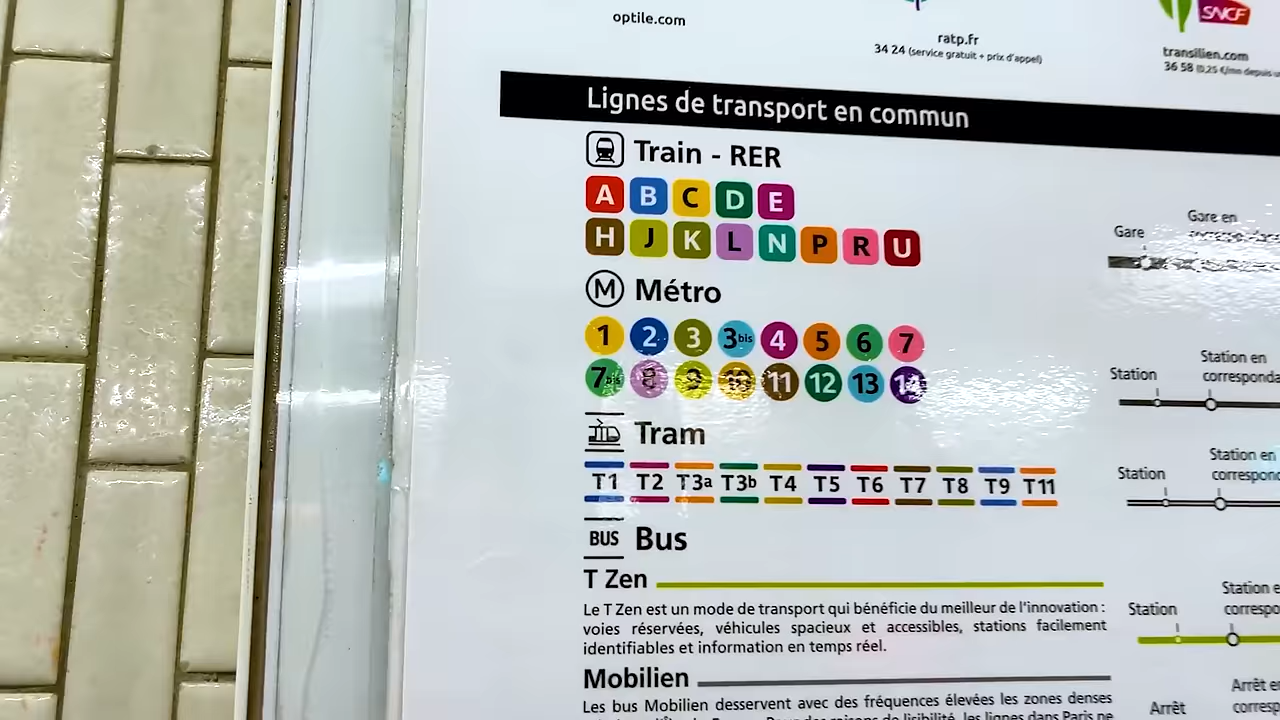 optile.com
ratp.fr
34 24 (service gratuit + prix d'appel)
SNCF
transilien.com
36 58 (0,25 €/mn depuis
Lignes de transport en commun
Train - RER
A B C D E
H J K L N P R U
Gare
Gare en
M Métro
1 2 3 3bis 4 5 6 7
7bis 8 9 10 11 12 13 14
Station
Station en
Tram
T1 T2 T3a T3b T4 T5 T6 T7 T8 T9 T11
Station
Station en
BUS Bus
T Zen
Le T Zen est un mode de transport qui bénéficie du meilleur de l'innovation :
voies réservées, véhicules spacieux et accessibles, stations facilement
identifiables et information en temps réel.
Station
Station e
Mobilien
Les bus Mobilien desservent avec des fréquences élevées les zones denses
Arrêt
Arrêt e